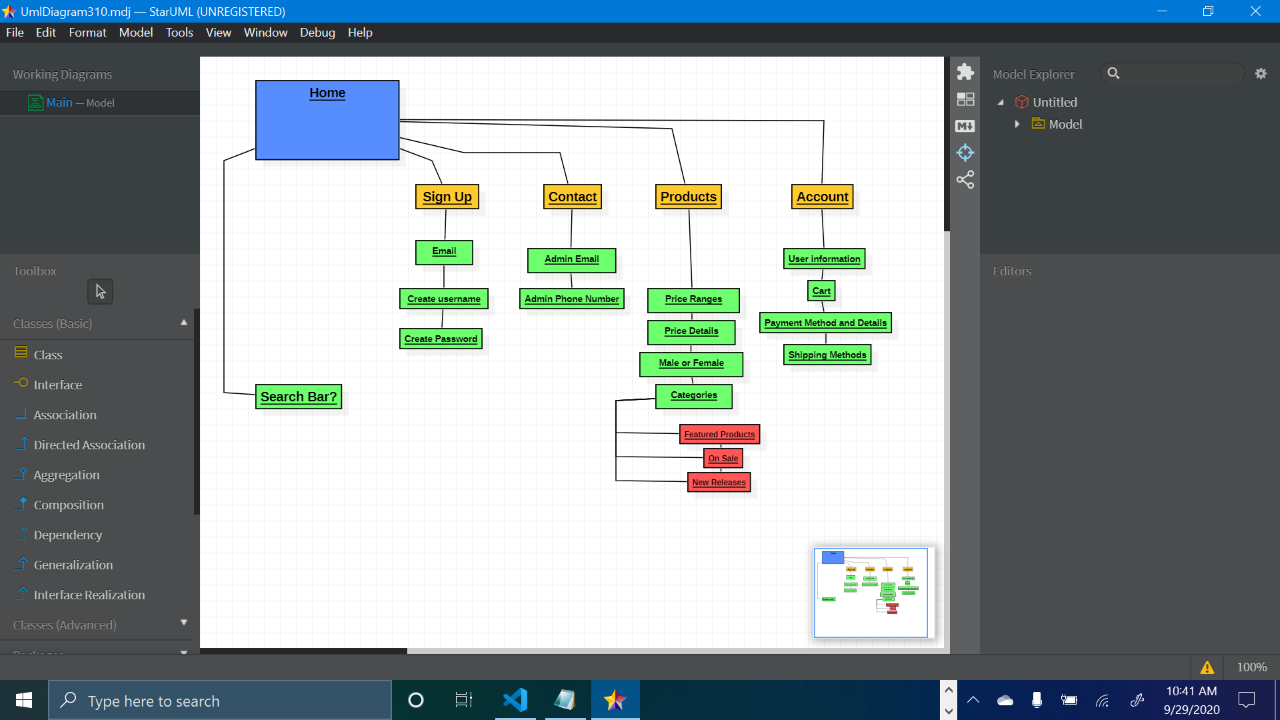 UmlDiagram310.mdj — StarUML (UNREGISTERED)
File Edit Format Model Tools View Window Debug Help
Working Diagrams
Main — Model
Toolbox
Classes (Basic)
Class
Interface
Association
Directed Association
Aggregation
Composition
Dependency
Generalization
Interface Realization
Classes (Advanced)
Packages
Home
Sign Up
Contact
Products
Account
Email
Create username
Create Password
Admin Email
Admin Phone Number
Price Ranges
Price Details
Male or Female
Categories
Featured Products
On Sale
New Releases
User information
Cart
Payment Method and Details
Shipping Methods
Search Bar?
M
Model Explorer
Untitled
Model
Editors
100%
Type here to search
10:41 AM
9/29/2020